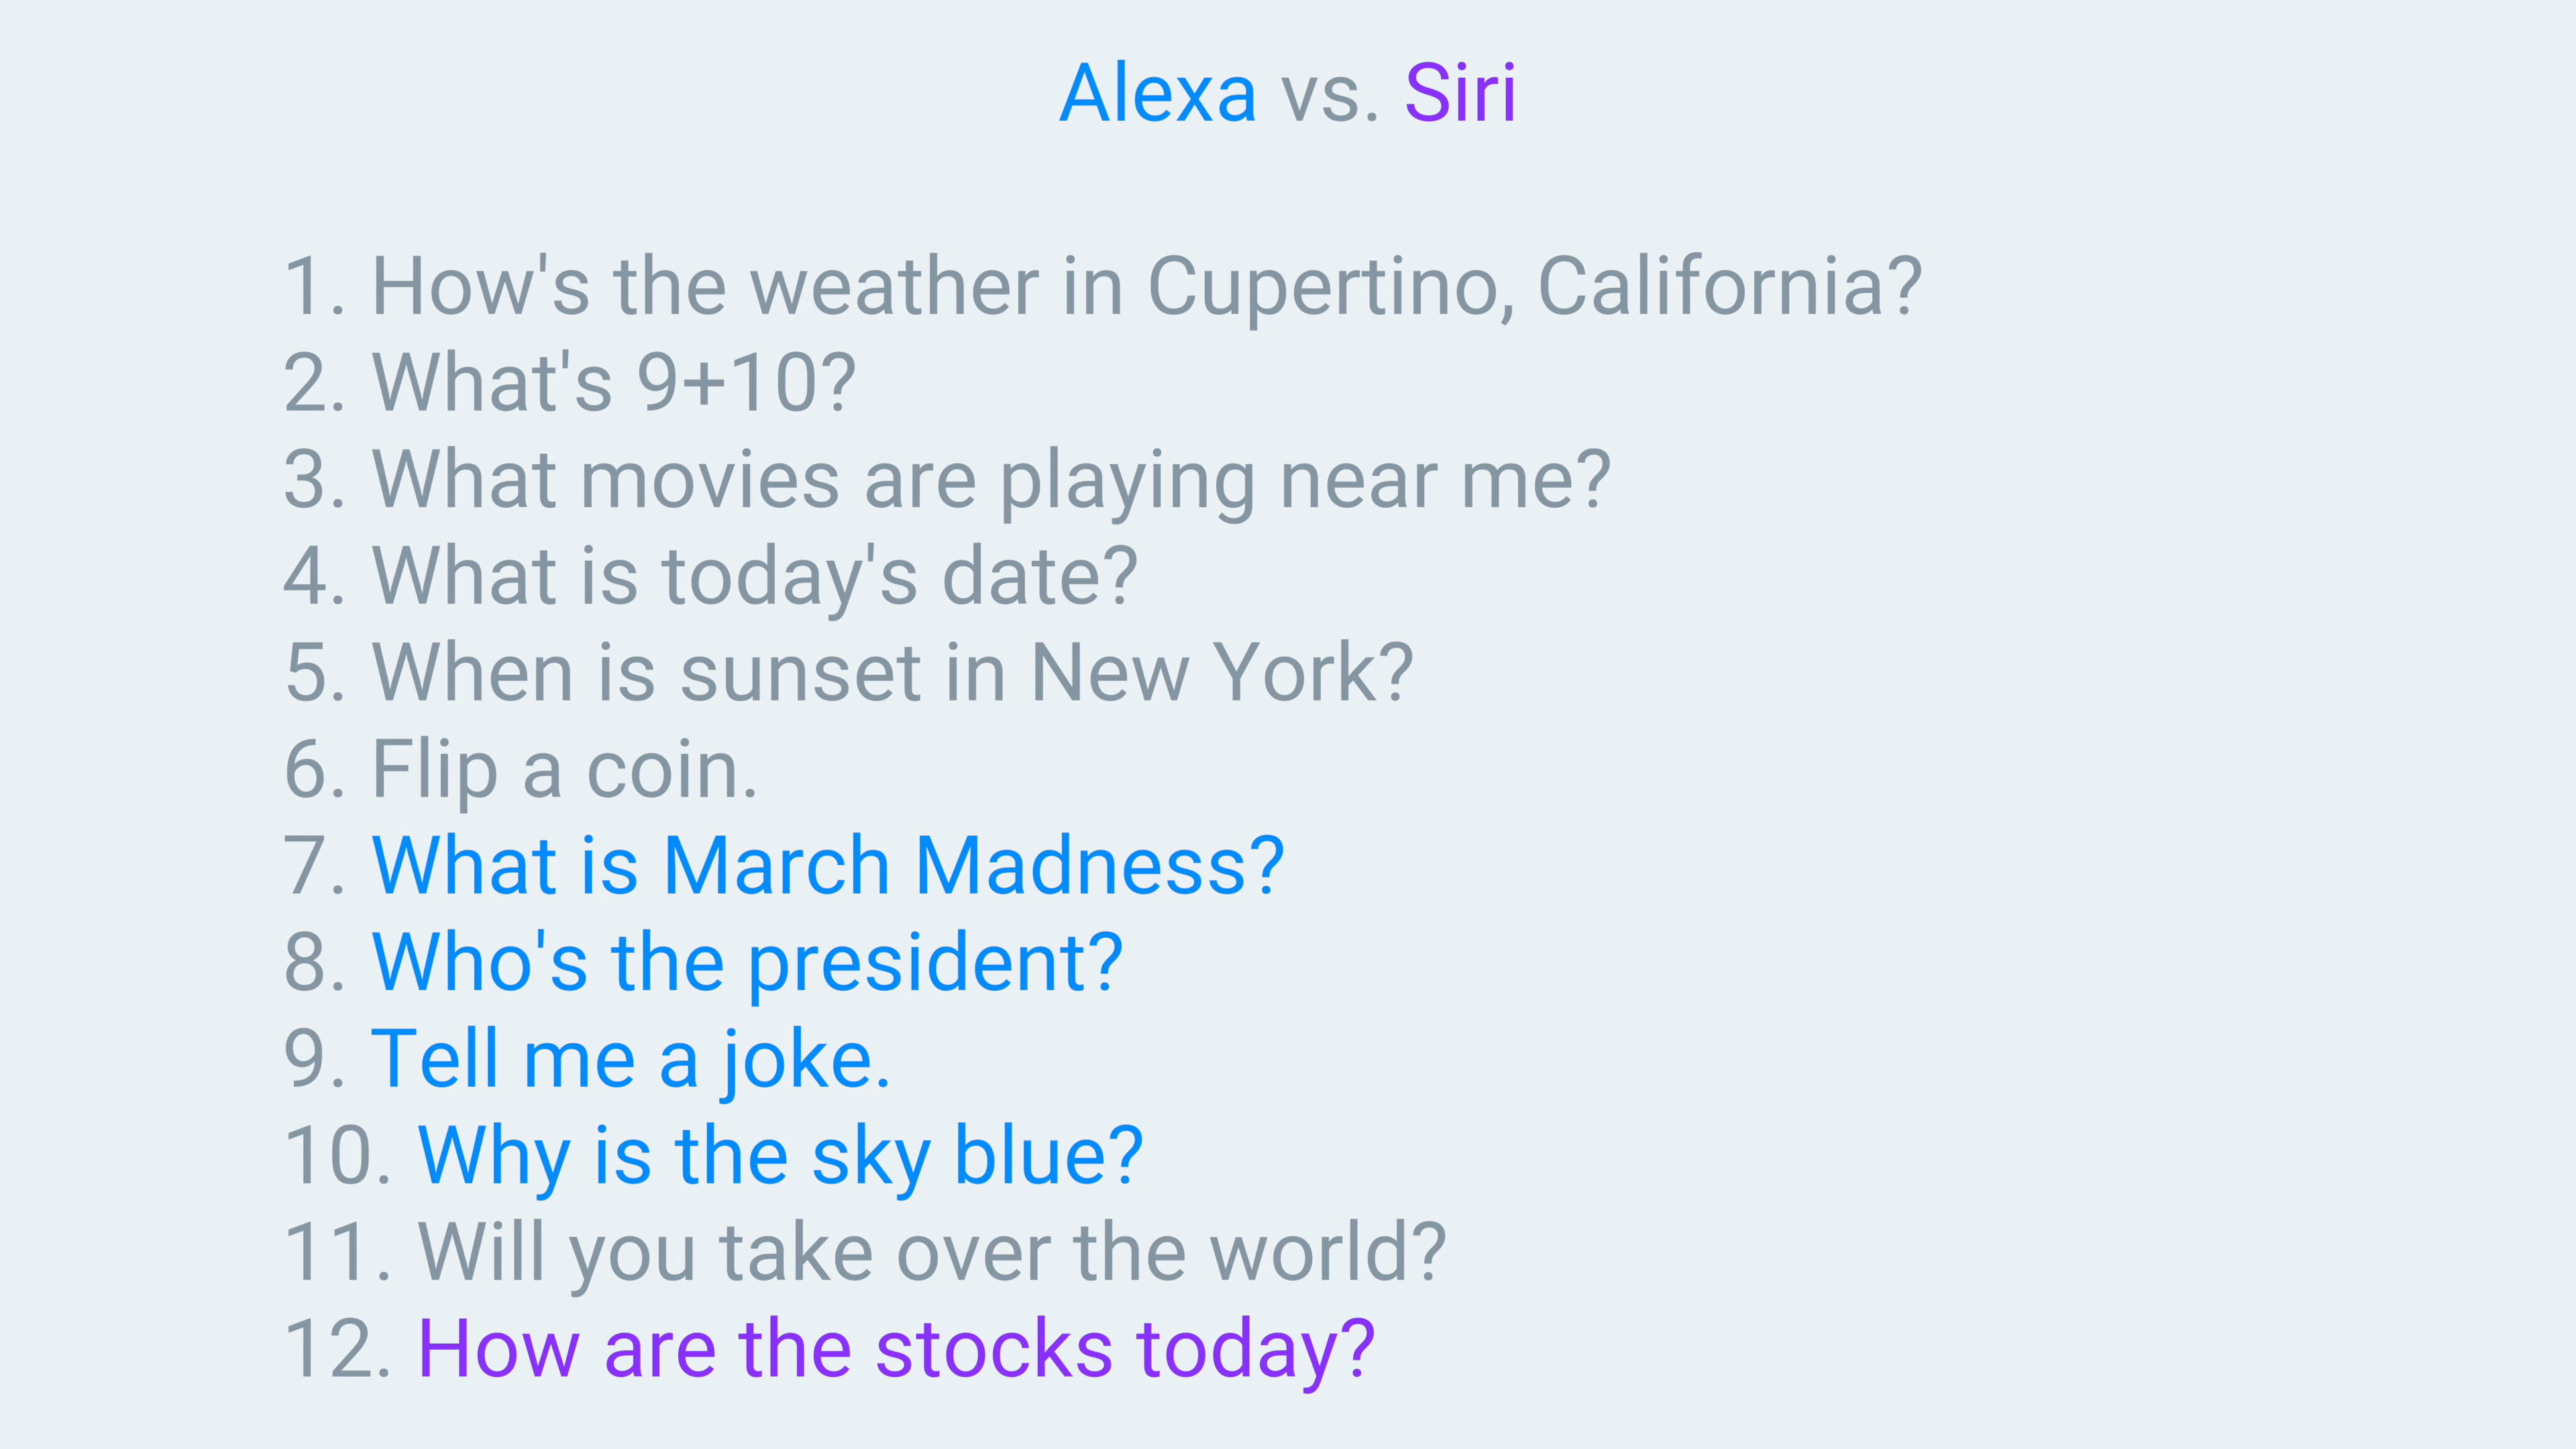 Alexa vs. Siri
1. How's the weather in Cupertino, California?
2. What's 9+10?
3. What movies are playing near me?
4. What is today's date?
5. When is sunset in New York?
6. Flip a coin.
7. What is March Madness?
8. Who's the president?
9. Tell me a joke.
10. Why is the sky blue?
11. Will you take over the world?
12. How are the stocks today?